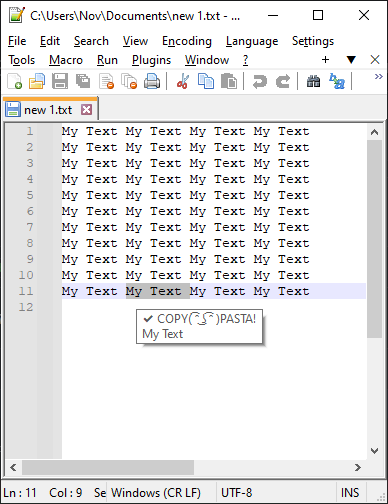 C:\Users\Nov\Documents\new 1.txt - ...
File Edit Search View Encoding Language Settings
Tools Macro Run Plugins Window ? + ▼ X
new 1.txt
1 My Text My Text My Text My Text
2 My Text My Text My Text My Text
3 My Text My Text My Text My Text
4 My Text My Text My Text My Text
5 My Text My Text My Text My Text
6 My Text My Text My Text My Text
7 My Text My Text My Text My Text
8 My Text My Text My Text My Text
9 My Text My Text My Text My Text
10 My Text My Text My Text My Text
11 My Text My Text My Text My Text
12
✔ COPY( ͡° ͜ʖ ͡°)PASTA!
My Text
Ln : 11 Col : 9 Se Windows (CR LF) UTF-8 INS